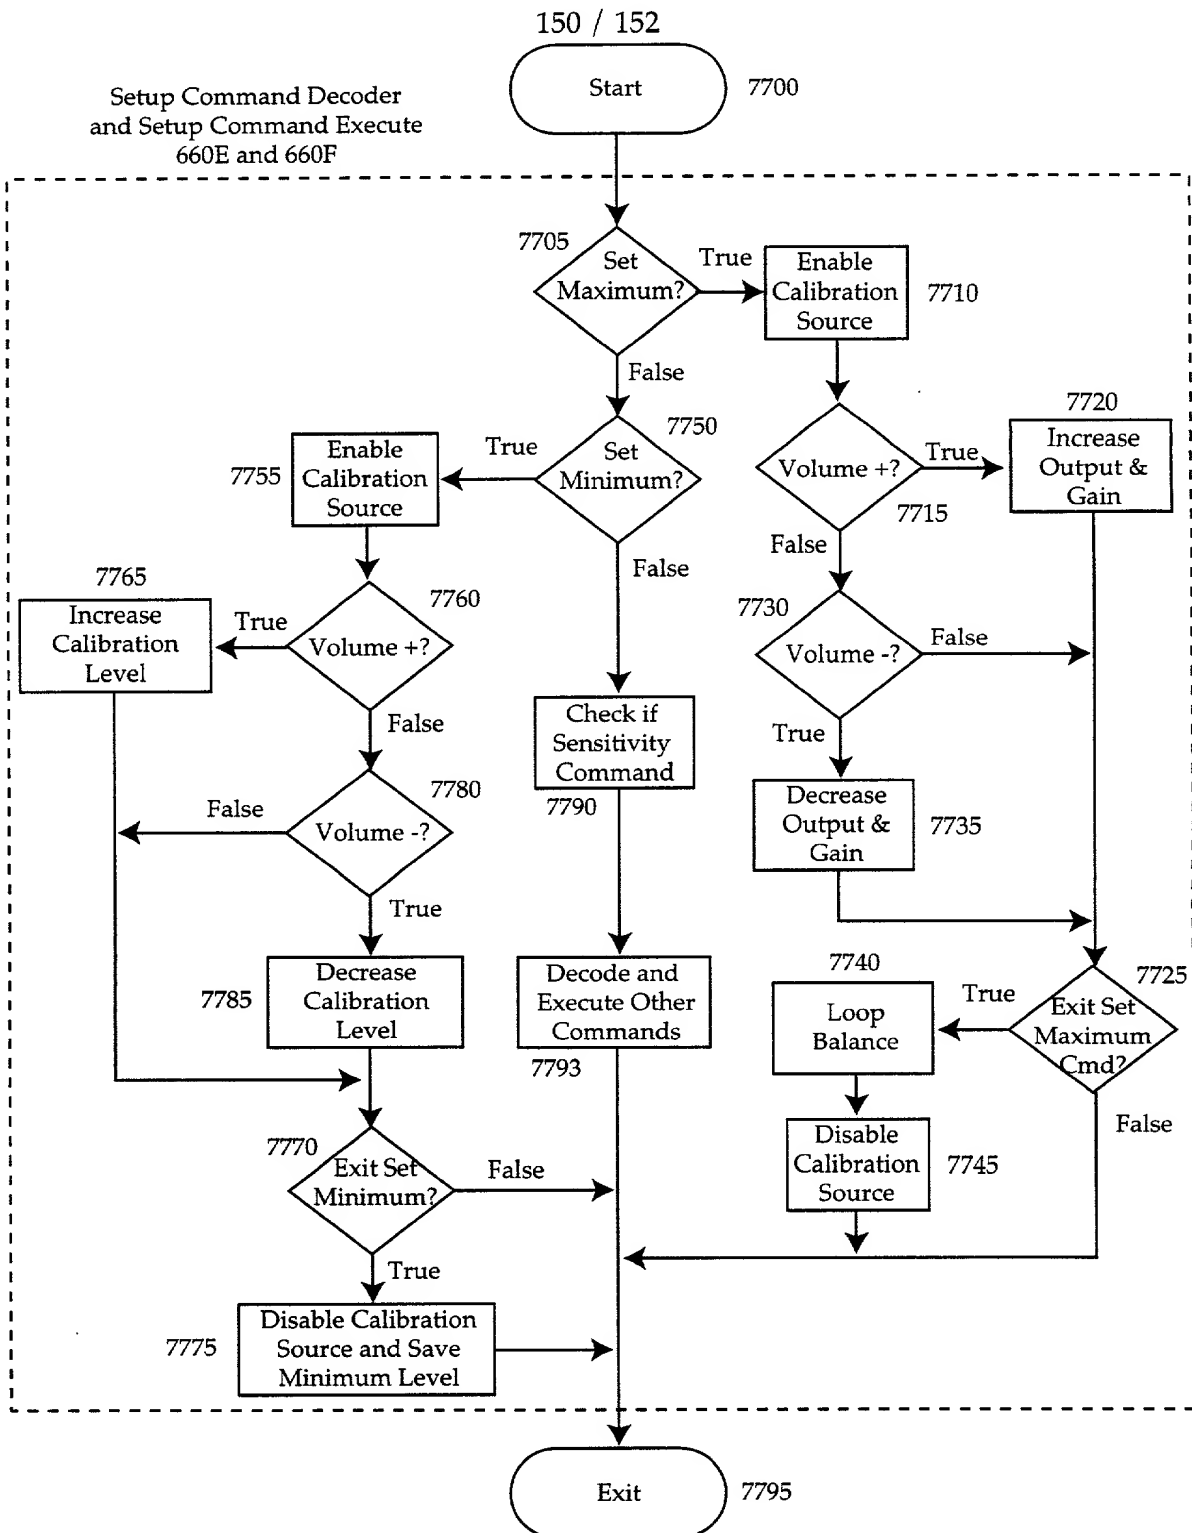 150 / 152
Start
7700
Setup Command Decoder
and Setup Command Execute
660E and 660F
7705
Set
Maximum?
True
Enable
Calibration
Source
7710
False
7750
Set
Minimum?
True
Enable
Calibration
Source
7755
Volume +?
7715
True
7720
Increase
Output &
Gain
False
7730
Volume -?
False
True
Decrease
Output &
Gain
7735
7765
Increase
Calibration
Level
True
7760
Volume +?
False
7780
Volume -?
False
True
7785
Decrease
Calibration
Level
False
Check if
Sensitivity
Command
7790
Decode and
Execute Other
Commands
7793
7740
Loop
Balance
True
7725
Exit Set
Maximum
Cmd?
False
Disable
Calibration
Source
7745
7770
Exit Set
Minimum?
False
True
7775
Disable Calibration
Source and Save
Minimum Level
Exit
7795